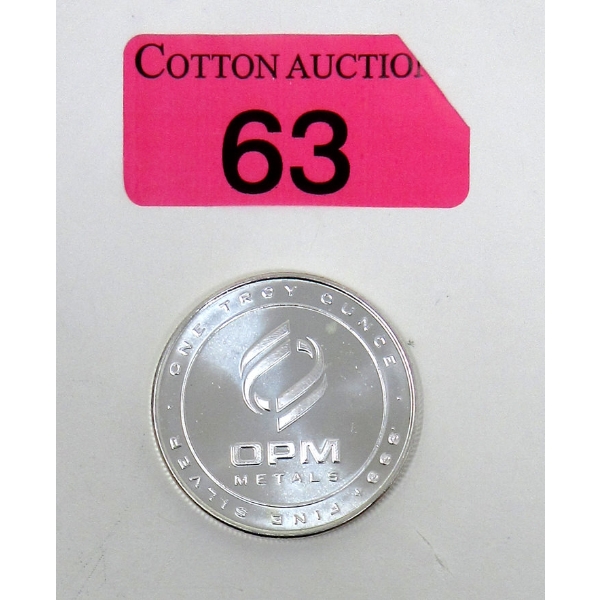 COTTON AUCTIO
63
ONE TROY OUNCE · .999+ FINE SILVER ·
OPM
METALS